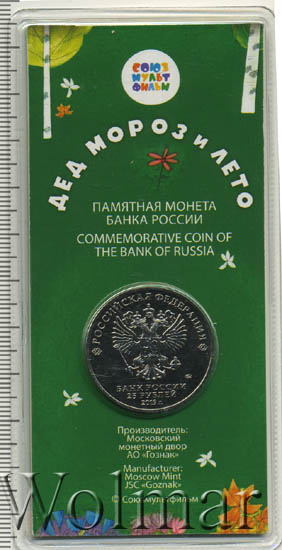 СОЮЗ
МУЛЬТ
ФИЛЬМ
ДЕД МОРОЗ и ЛЕТО
ПАМЯТНАЯ МОНЕТА
БАНКА РОССИИ
COMMEMORATIVE COIN OF
THE BANK OF RUSSIA
РОССИЙСКАЯ ФЕДЕРАЦИЯ
БАНК РОССИИ
25 РУБЛЕЙ
Производитель:
Московский
монетный двор
АО «Гознак»
Manufacturer:
Moscow Mint
JSC «Goznak»
© Союзмультфильм
Wolmar